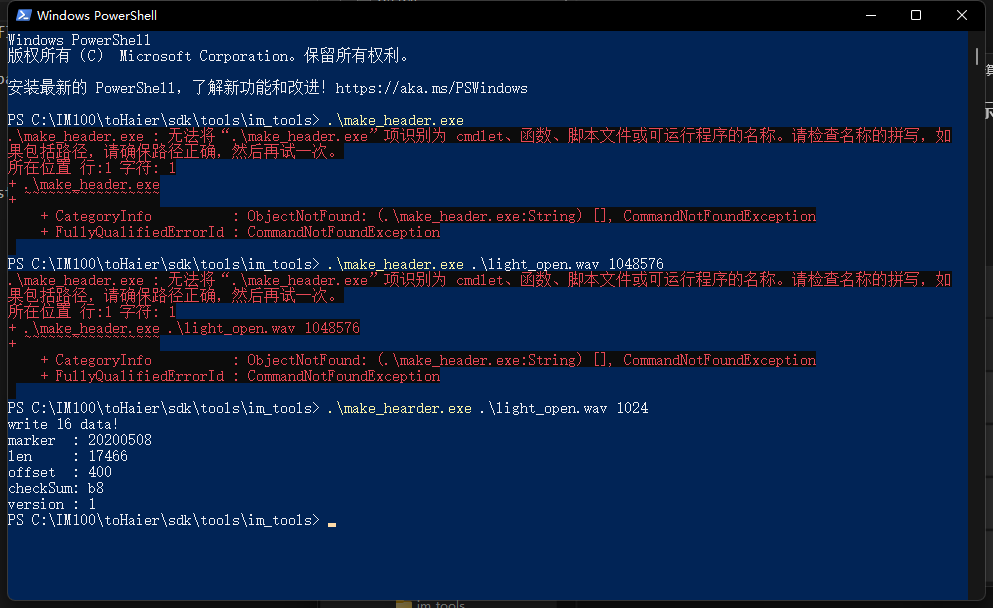 Windows PowerShell
Windows PowerShell
版权所有 (C) Microsoft Corporation。保留所有权利。
安装最新的 PowerShell，了解新功能和改进！https://aka.ms/PSWindows
PS C:\IM100\toHaier\sdk\tools\im_tools> .\make_header.exe
.\make_header.exe : 无法将“.\make_header.exe”项识别为 cmdlet、函数、脚本文件或可运行程序的名称。请检查名称的拼写，如
果包括路径，请确保路径正确，然后再试一次。
所在位置 行:1 字符: 1
+ .\make_header.exe
+ ~~~~~~~~~~~~~~~~~
+ CategoryInfo : ObjectNotFound: (.\make_header.exe:String) [], CommandNotFoundException
+ FullyQualifiedErrorId : CommandNotFoundException
PS C:\IM100\toHaier\sdk\tools\im_tools> .\make_header.exe .\light_open.wav 1048576
.\make_header.exe : 无法将“.\make_header.exe”项识别为 cmdlet、函数、脚本文件或可运行程序的名称。请检查名称的拼写，如
果包括路径，请确保路径正确，然后再试一次。
所在位置 行:1 字符: 1
+ .\make_header.exe .\light_open.wav 1048576
+ ~~~~~~~~~~~~~~~~~
+ CategoryInfo : ObjectNotFound: (.\make_header.exe:String) [], CommandNotFoundException
+ FullyQualifiedErrorId : CommandNotFoundException
PS C:\IM100\toHaier\sdk\tools\im_tools> .\make_hearder.exe .\light_open.wav 1024
write 16 data!
marker : 20200508
len : 17466
offset : 400
checkSum: b8
version : 1
PS C:\IM100\toHaier\sdk\tools\im_tools>
im_tools